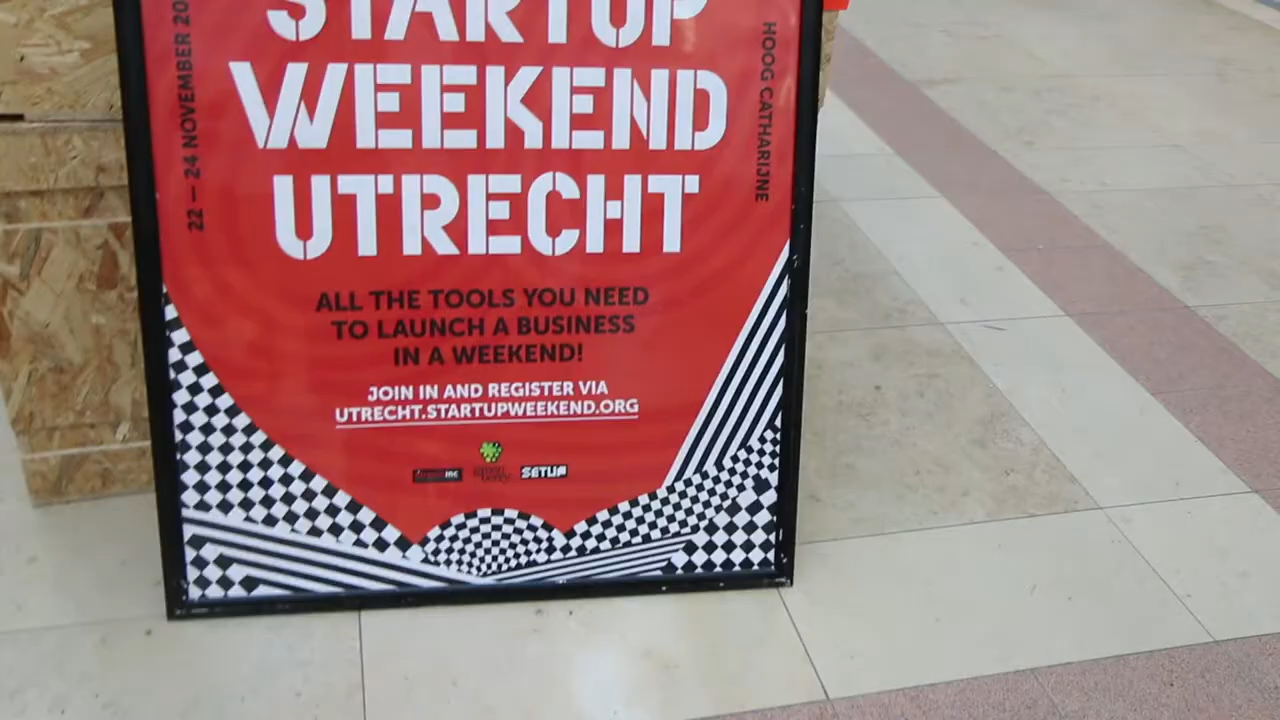 STARTUP
WEEKEND
UTRECHT
22 — 24 NOVEMBER 20
HOOG CATHARIJNE
ALL THE TOOLS YOU NEED
TO LAUNCH A BUSINESS
IN A WEEKEND!
JOIN IN AND REGISTER VIA
UTRECHT.STARTUPWEEKEND.ORG
SETUP